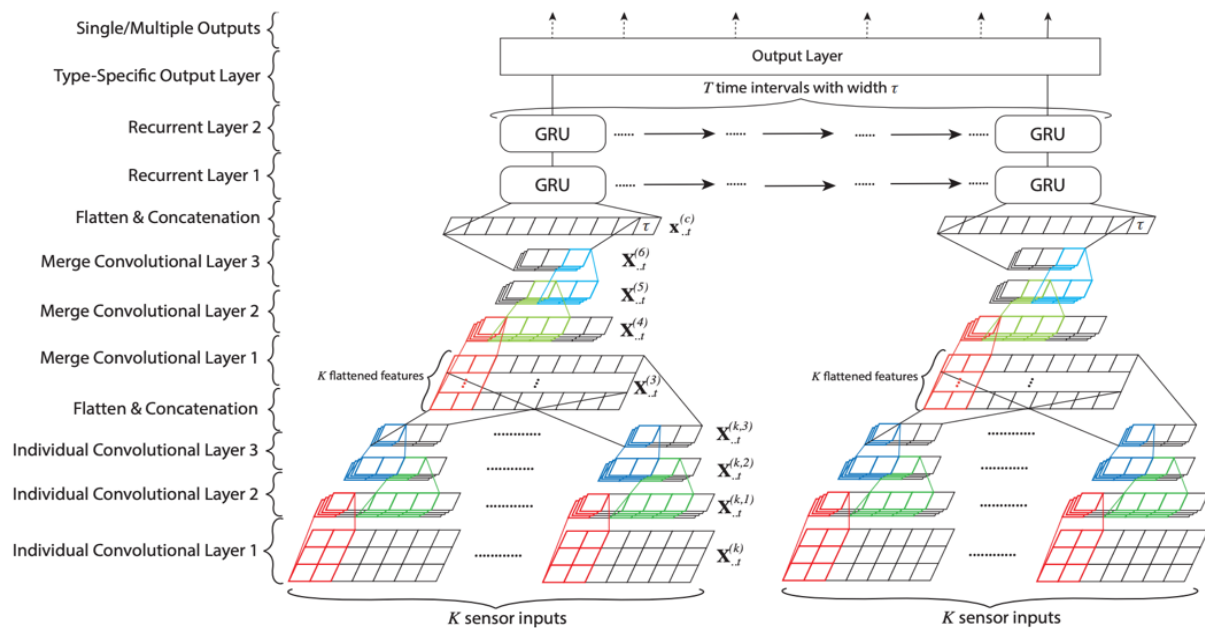 Single/Multiple Outputs
Type-Specific Output Layer
Output Layer
T time intervals with width τ
Recurrent Layer 2
GRU
......
......
......
......
GRU
Recurrent Layer 1
GRU
......
......
......
......
GRU
Flatten & Concatenation
τ
x..t(c)
τ
Merge Convolutional Layer 3
X..t(6)
Merge Convolutional Layer 2
X..t(5)
X..t(4)
Merge Convolutional Layer 1
K flattened features
X..t(3)
K flattened features
Flatten & Concatenation
Individual Convolutional Layer 3
X..t(k,3)
X..t(k,2)
Individual Convolutional Layer 2
X..t(k,1)
Individual Convolutional Layer 1
X..t(k)
K sensor inputs
K sensor inputs